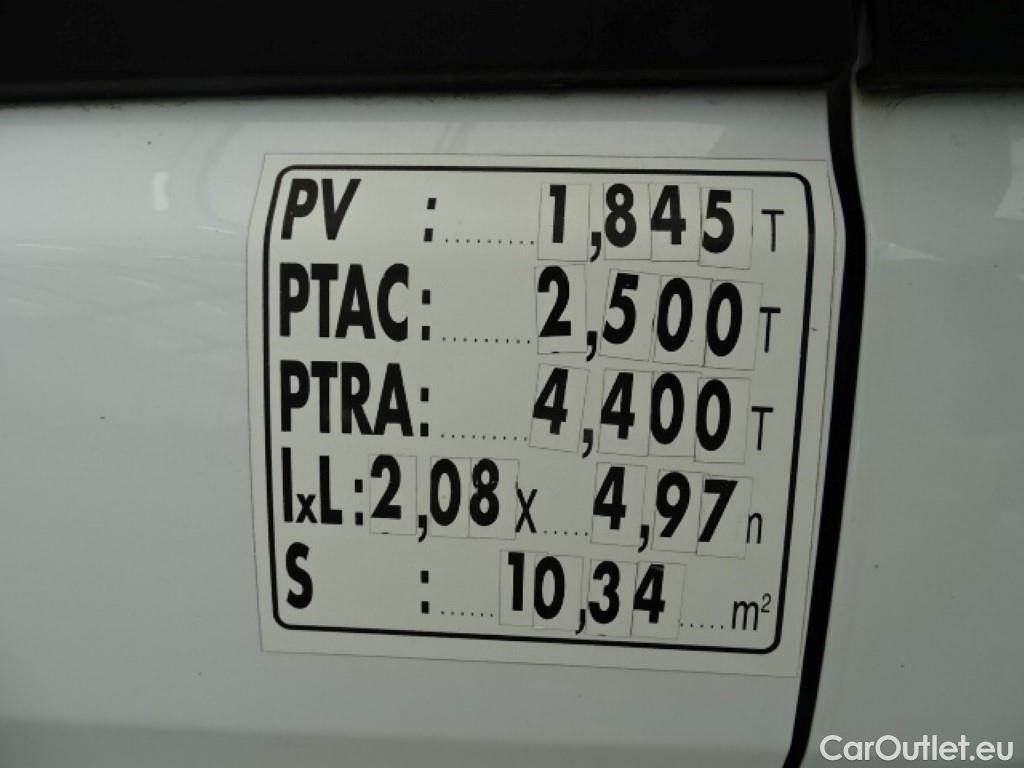 PV : ......... 1,845 T
PTAC : ......... 2,500 T
PTRA : ......... 4,400 T
lxL : 2,08 x ..... 4,97 n
S : ...... 10,34 ..... m²
CarOutlet.eu